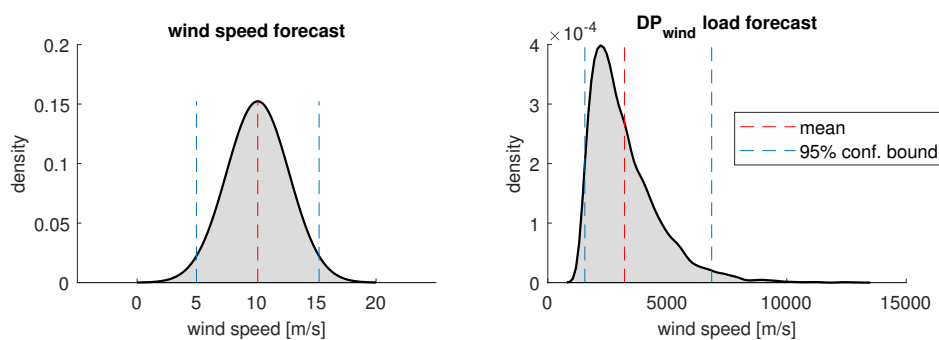 wind speed forecast
0.2
0.15
0.1
0.05
0
density
0
5
10
15
20
wind speed [m/s]
DP_wind load forecast
×10^-4
4
3
2
1
0
density
0
5000
10000
15000
wind speed [m/s]
mean
95% conf. bound